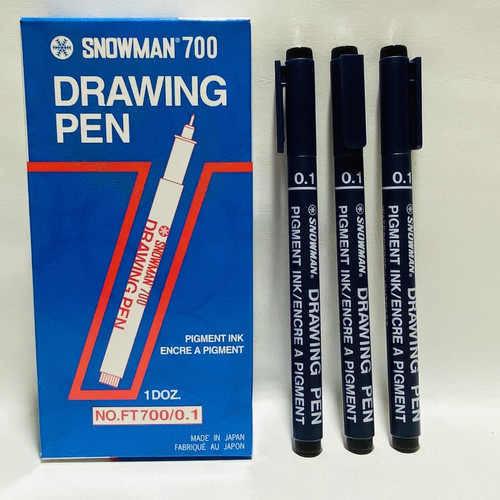 SNOWMAN® 700
DRAWING
PEN
SNOWMAN 700
DRAWING PEN
PIGMENT INK
ENCRE A PIGMENT
1 DOZ.
NO.FT700/0.1
MADE IN JAPAN
FABRIQUÉ AU JAPON
0.1
SNOWMAN® DRAWING PEN
PIGMENT INK/ENCRE A PIGMENT
0.1
SNOWMAN® DRAWING PEN
PIGMENT INK/ENCRE A PIGMENT
0.1
SNOWMAN® DRAWING PEN
PIGMENT INK/ENCRE A PIGMENT